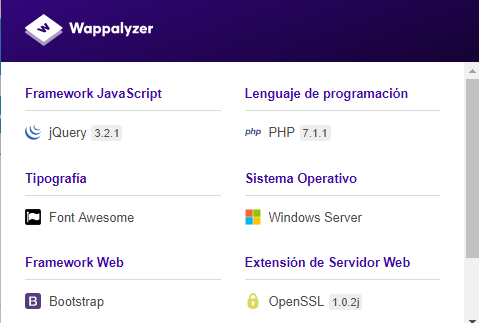 Wappalyzer
Framework JavaScript
jQuery 3.2.1
Lenguaje de programación
php PHP 7.1.1
Tipografía
Font Awesome
Sistema Operativo
Windows Server
Framework Web
B Bootstrap
Extensión de Servidor Web
OpenSSL 1.0.2j